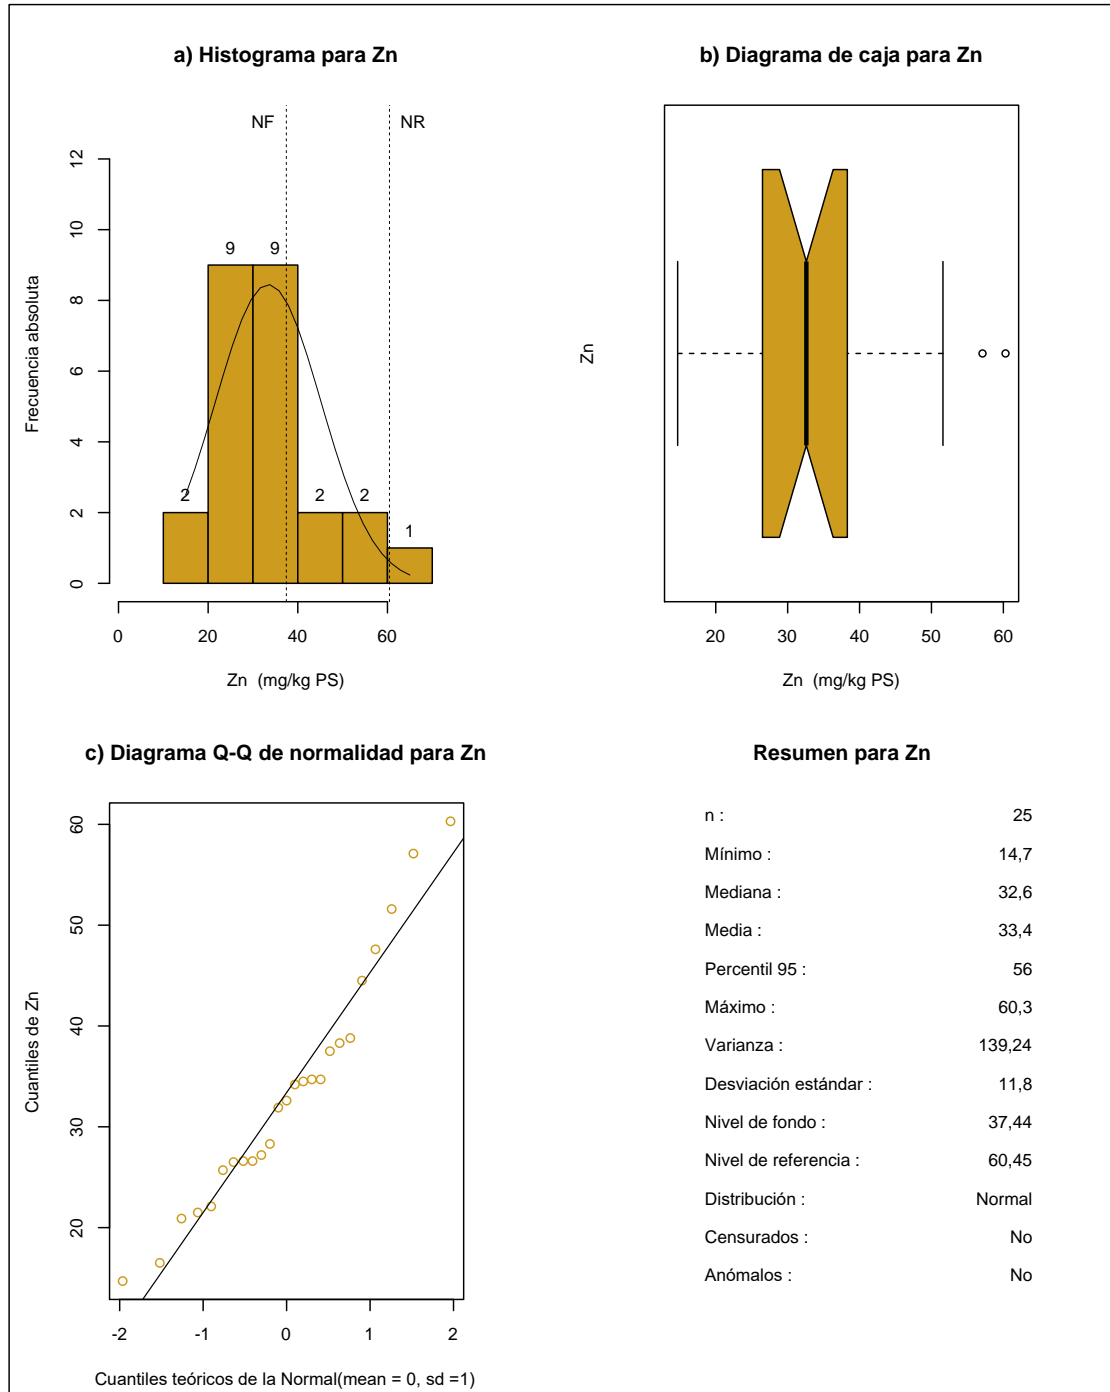 a) Histograma para Zn
NF
NR
Frecuencia absoluta
12
10
8
6
4
2
0
2
9
9
2
2
1
0
20
40
60
Zn (mg/kg PS)
b) Diagrama de caja para Zn
Zn
20
30
40
50
60
Zn (mg/kg PS)
c) Diagrama Q-Q de normalidad para Zn
Cuantiles de Zn
60
50
40
30
20
-2
-1
0
1
2
Cuantiles teóricos de la Normal(mean = 0, sd =1)
Resumen para Zn
n : 25
Mínimo : 14,7
Mediana : 32,6
Media : 33,4
Percentil 95 : 56
Máximo : 60,3
Varianza : 139,24
Desviación estándar : 11,8
Nivel de fondo : 37,44
Nivel de referencia : 60,45
Distribución : Normal
Censurados : No
Anómalos : No